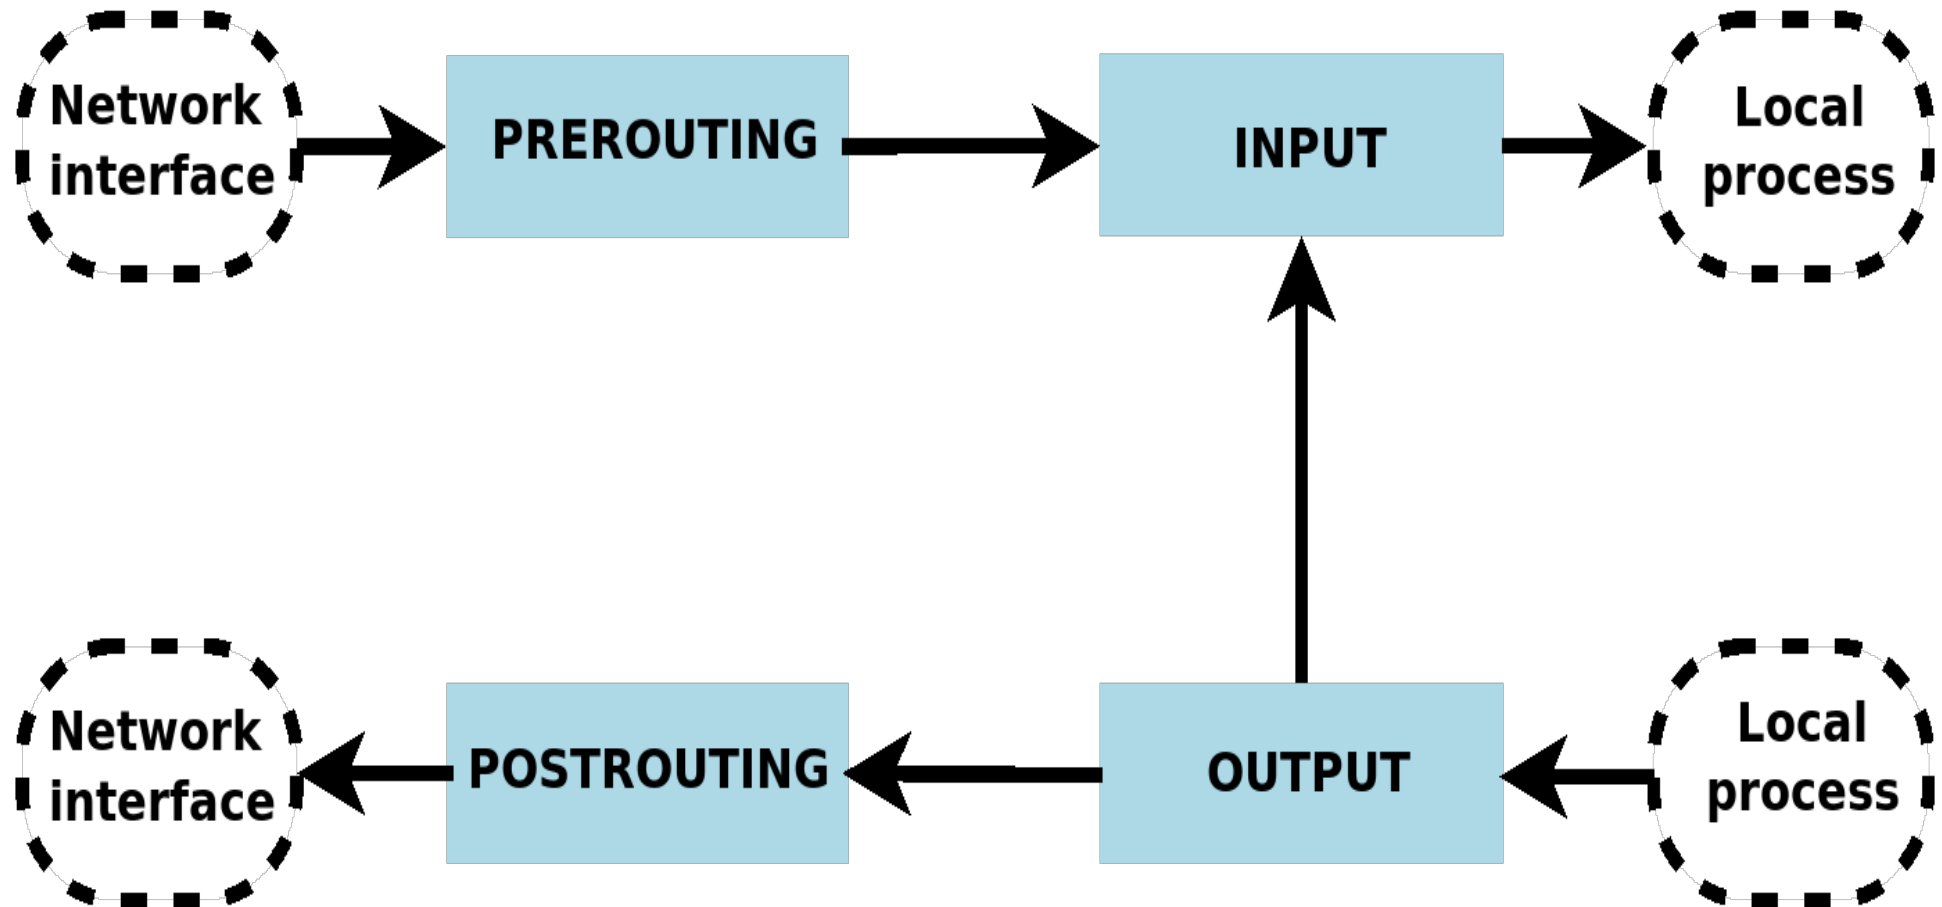 Network
interface
PREROUTING
INPUT
Local
process
Network
interface
POSTROUTING
OUTPUT
Local
process